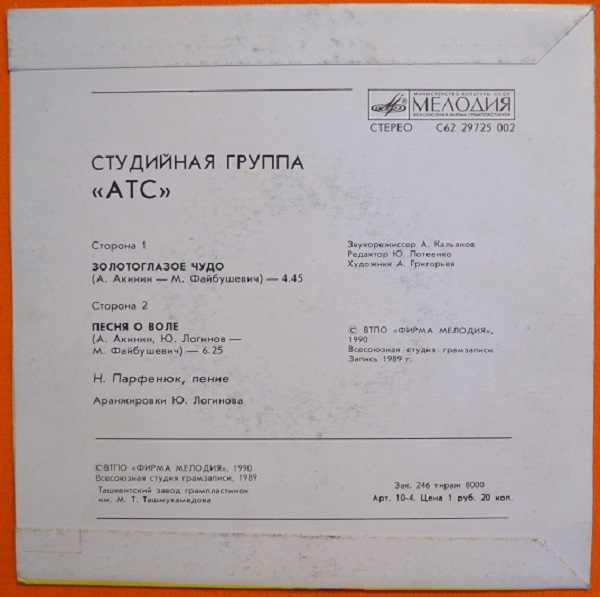 МИНИСТЕРСТВО КУЛЬТУРЫ СССР
МЕЛОДИЯ
ВСЕСОЮЗНАЯ ФИРМА ГРАМПЛАСТИНОК
СТЕРЕО С62 29725 002
СТУДИЙНАЯ ГРУППА
«АТС»
Сторона 1
ЗОЛОТОГЛАЗОЕ ЧУДО
(А. Акинин — М. Файбушевич) — 4.45
Сторона 2
ПЕСНЯ О ВОЛЕ
(А. Акинин, Ю. Логинов —
М. Файбушевич) — 6.25
Н. Парфенюк, пение
Аранжировки Ю. Логинова
Звукорежиссер А. Кальянов
Редактор Ю. Потеенко
Художник А. Григорьев
© ВТПО «ФИРМА МЕЛОДИЯ»,
1990
Всесоюзная студия грамзаписи
Запись 1989 г.
© ВТПО «ФИРМА МЕЛОДИЯ», 1990
Всесоюзная студия грамзаписи, 1989
Ташкентский завод грампластинок
им. М. Т. Ташмухамедова
Зак. 246 тираж 8000
Арт. 10-4. Цена 1 руб. 20 коп.